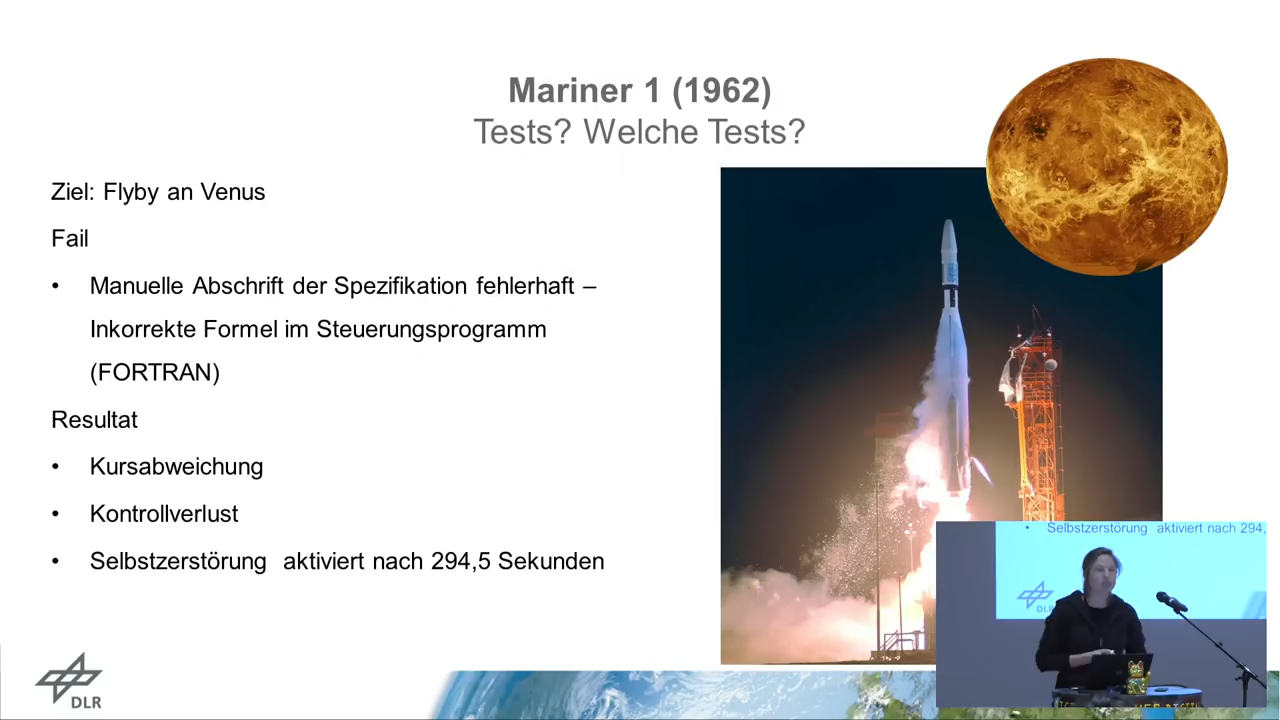 Mariner 1 (1962)
Tests? Welche Tests?
Ziel: Flyby an Venus
Fail
• Manuelle Abschrift der Spezifikation fehlerhaft –
Inkorrekte Formel im Steuerungsprogramm
(FORTRAN)
Resultat
• Kursabweichung
• Kontrollverlust
• Selbstzerstörung aktiviert nach 294,5 Sekunden
DLR
• Selbstzerstörung aktiviert nach 294,
DLR